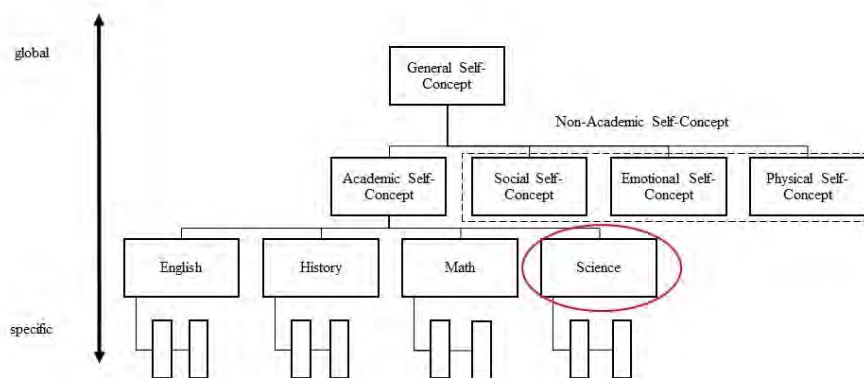 global
General Self-
Concept
Non-Academic Self-Concept
Academic Self-
Concept
Social Self-
Concept
Emotional Self-
Concept
Physical Self-
Concept
English
History
Math
Science
specific